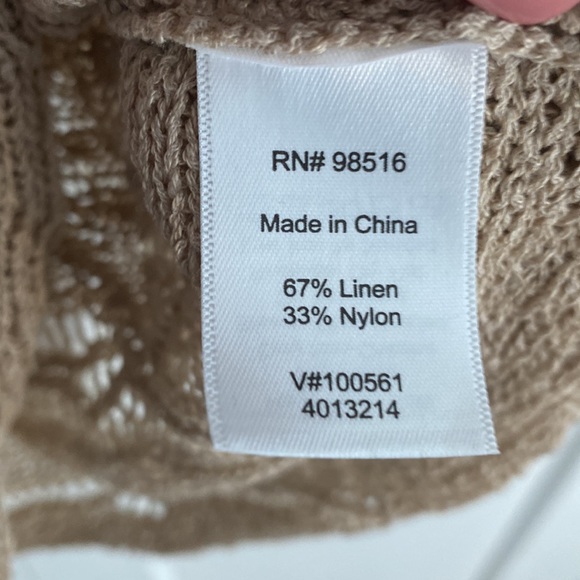 RN# 98516
Made in China
67% Linen
33% Nylon
V#100561
4013214